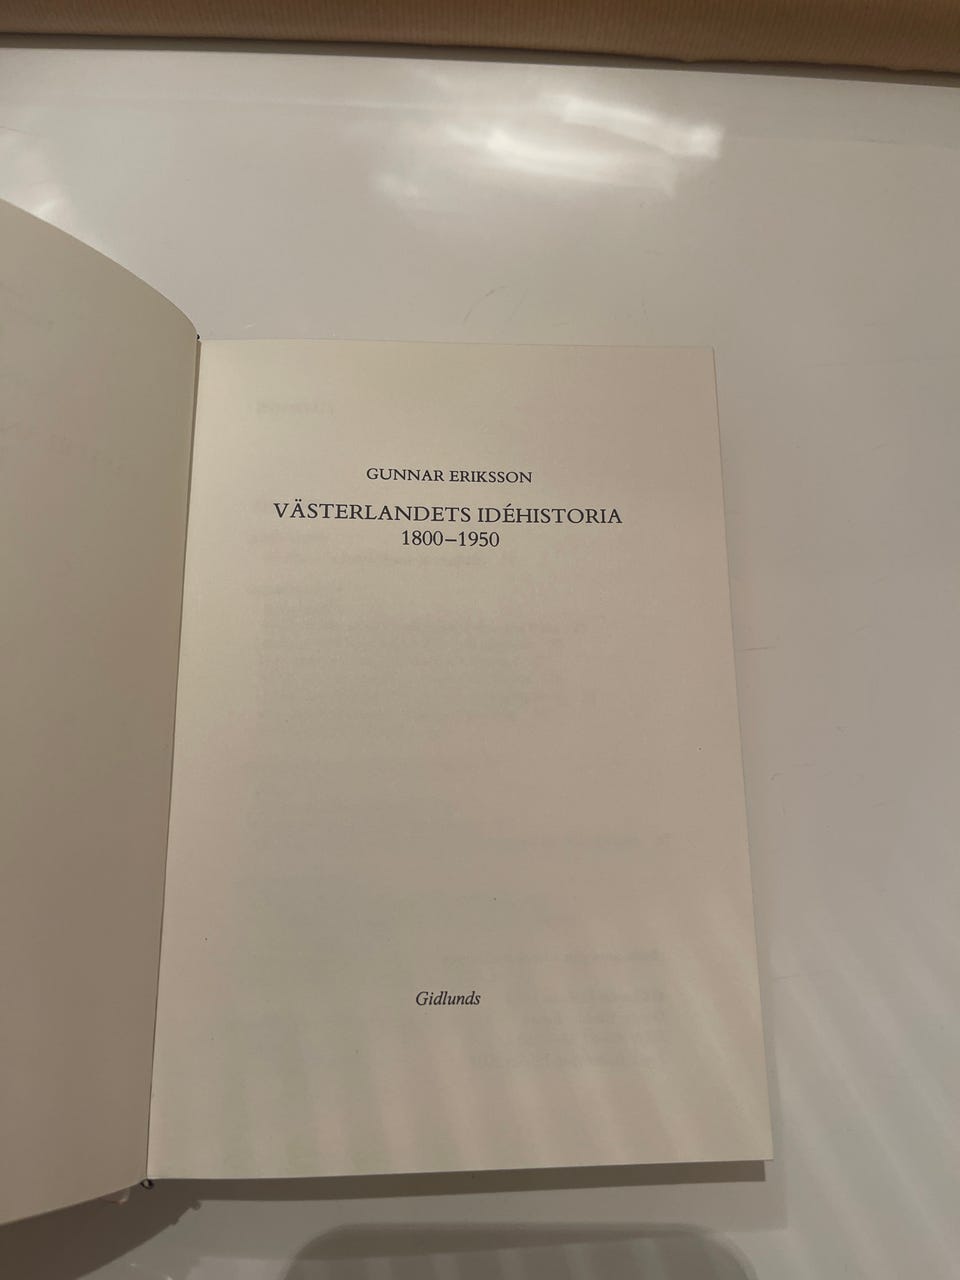 GUNNAR ERIKSSON
VÄSTERLANDETS IDÉHISTORIA
1800–1950
Gidlunds